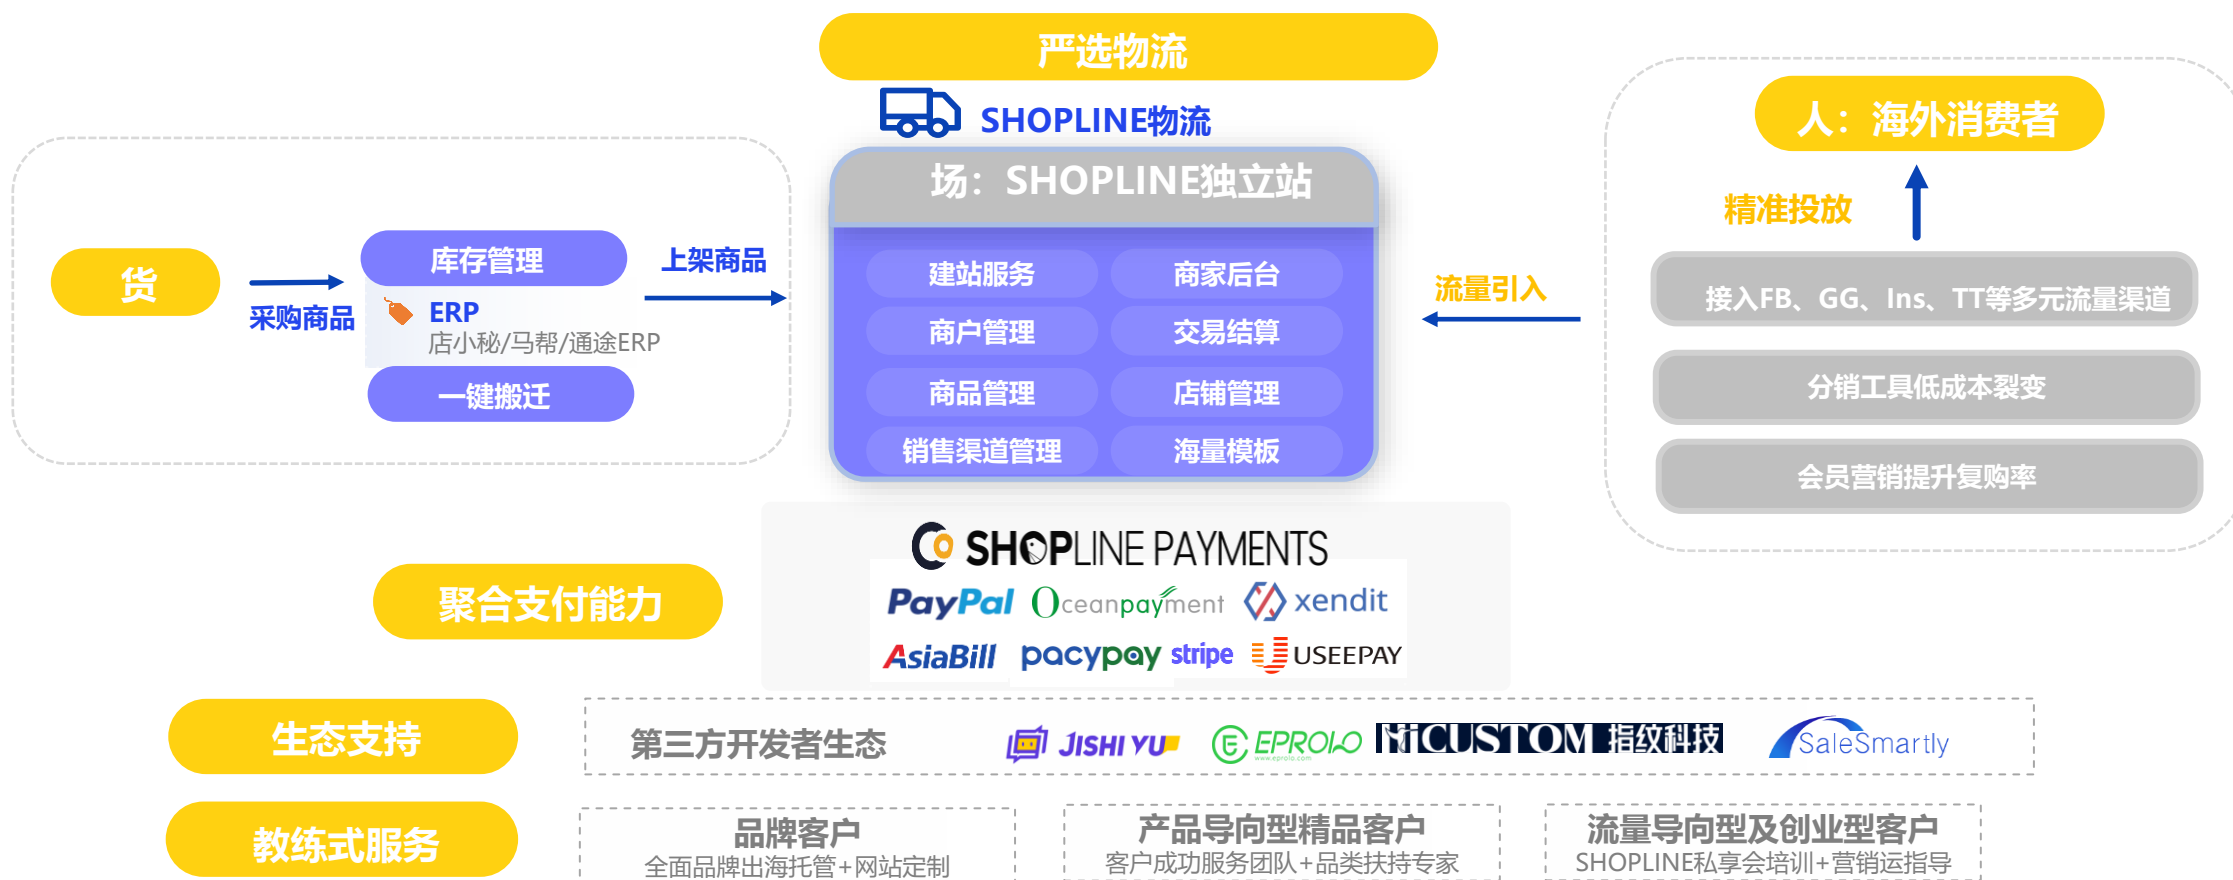 严选物流
SHOPLINE物流
人：海外消费者
场：SHOPLINE独立站
精准投放
货
采购商品
库存管理
ERP
店小秘/马帮/通途ERP
一键搬迁
上架商品
建站服务
商家后台
商户管理
交易结算
商品管理
店铺管理
销售渠道管理
海量模板
流量引入
接入FB、GG、Ins、TT等多元流量渠道
分销工具低成本裂变
会员营销提升复购率
聚合支付能力
SHOPLINE PAYMENTS
PayPal
Oceanpayment
xendit
AsiaBill
pacypay
stripe
USEEPAY
生态支持
第三方开发者生态
JISHI YU
EPROLO
www.eprolo.com
CUSTOM 指纹科技
SaleSmartly
教练式服务
品牌客户
全面品牌出海托管+网站定制
产品导向型精品客户
客户成功服务团队+品类扶持专家
流量导向型及创业型客户
SHOPLINE私享会培训+营销运指导